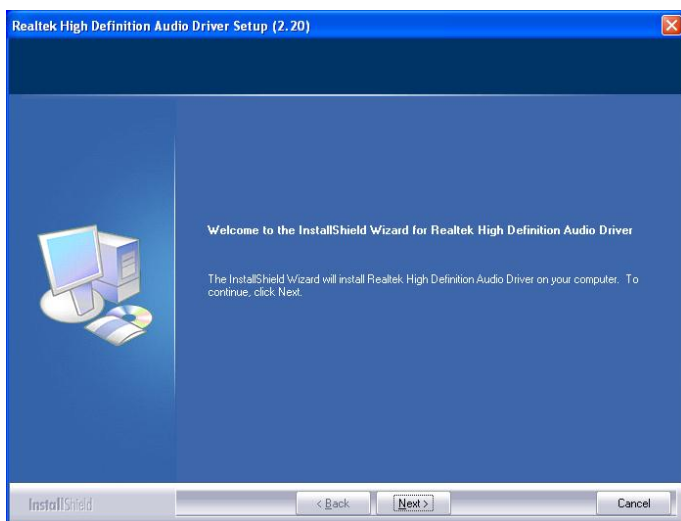 Realtek High Definition Audio Driver Setup (2.20)
Welcome to the InstallShield Wizard for Realtek High Definition Audio Driver
The InstallShield Wizard will install Realtek High Definition Audio Driver on your computer. To
continue, click Next.
InstallShield
< Back Next > Cancel